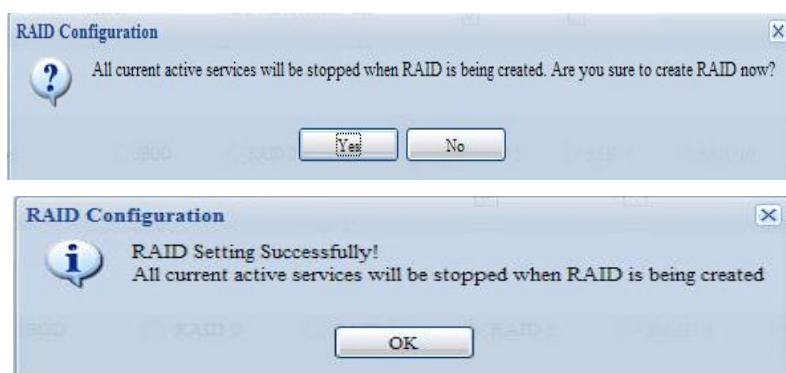 RAID Configuration
All current active services will be stopped when RAID is being created. Are you sure to create RAID now?
Yes
No
RAID Configuration
RAID Setting Successfully!
All current active services will be stopped when RAID is being created
OK